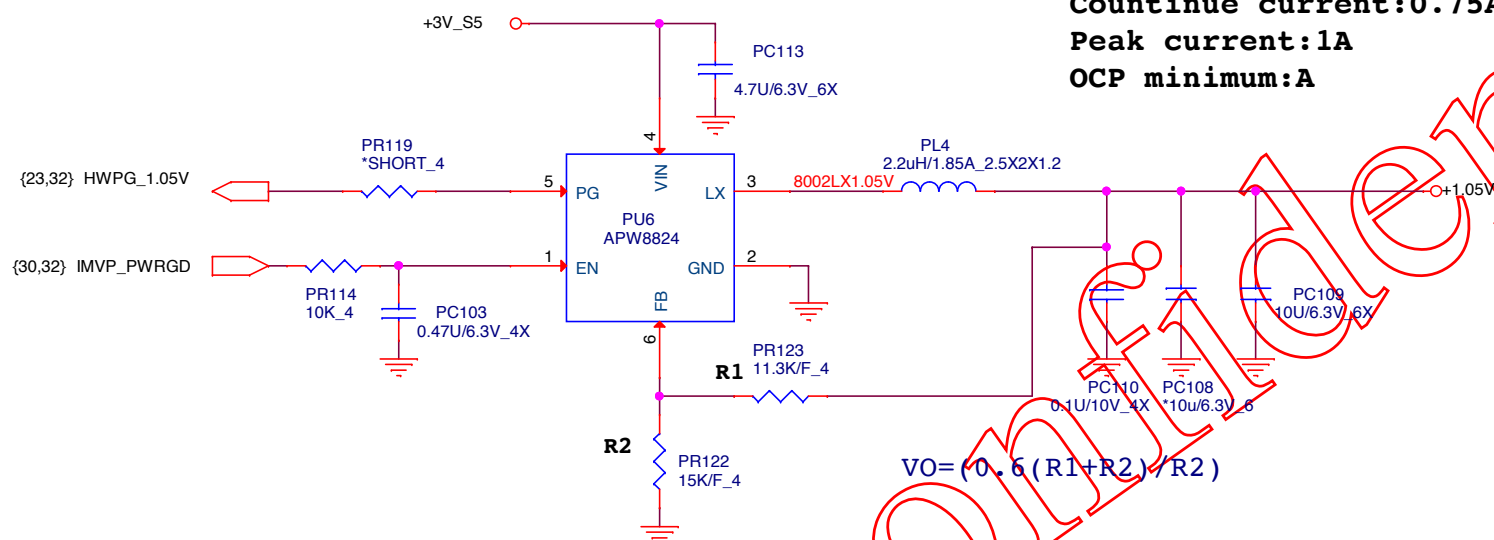 Countinue current:0.75A
Peak current:1A
OCP minimum:A
+3V_S5
PC113
4.7U/6.3V_6X
PR119
*SHORT_4
{23,32} HWPG_1.05V
5
PG
4
VIN
3
LX
8002LX1.05V
PL4
2.2uH/1.85A_2.5X2X1.2
+1.05V
PU6
APW8824
{30,32} IMVP_PWRGD
1
EN
2
GND
6
FB
PR114
10K_4
PC103
0.47U/6.3V_4X
PC109
10U/6.3V_6X
R1
PR123
11.3K/F_4
PC110
0.1U/10V_4X
PC108
*10u/6.3V_6
R2
PR122
15K/F_4
VO=(0.6(R1+R2)/R2)
onfiden